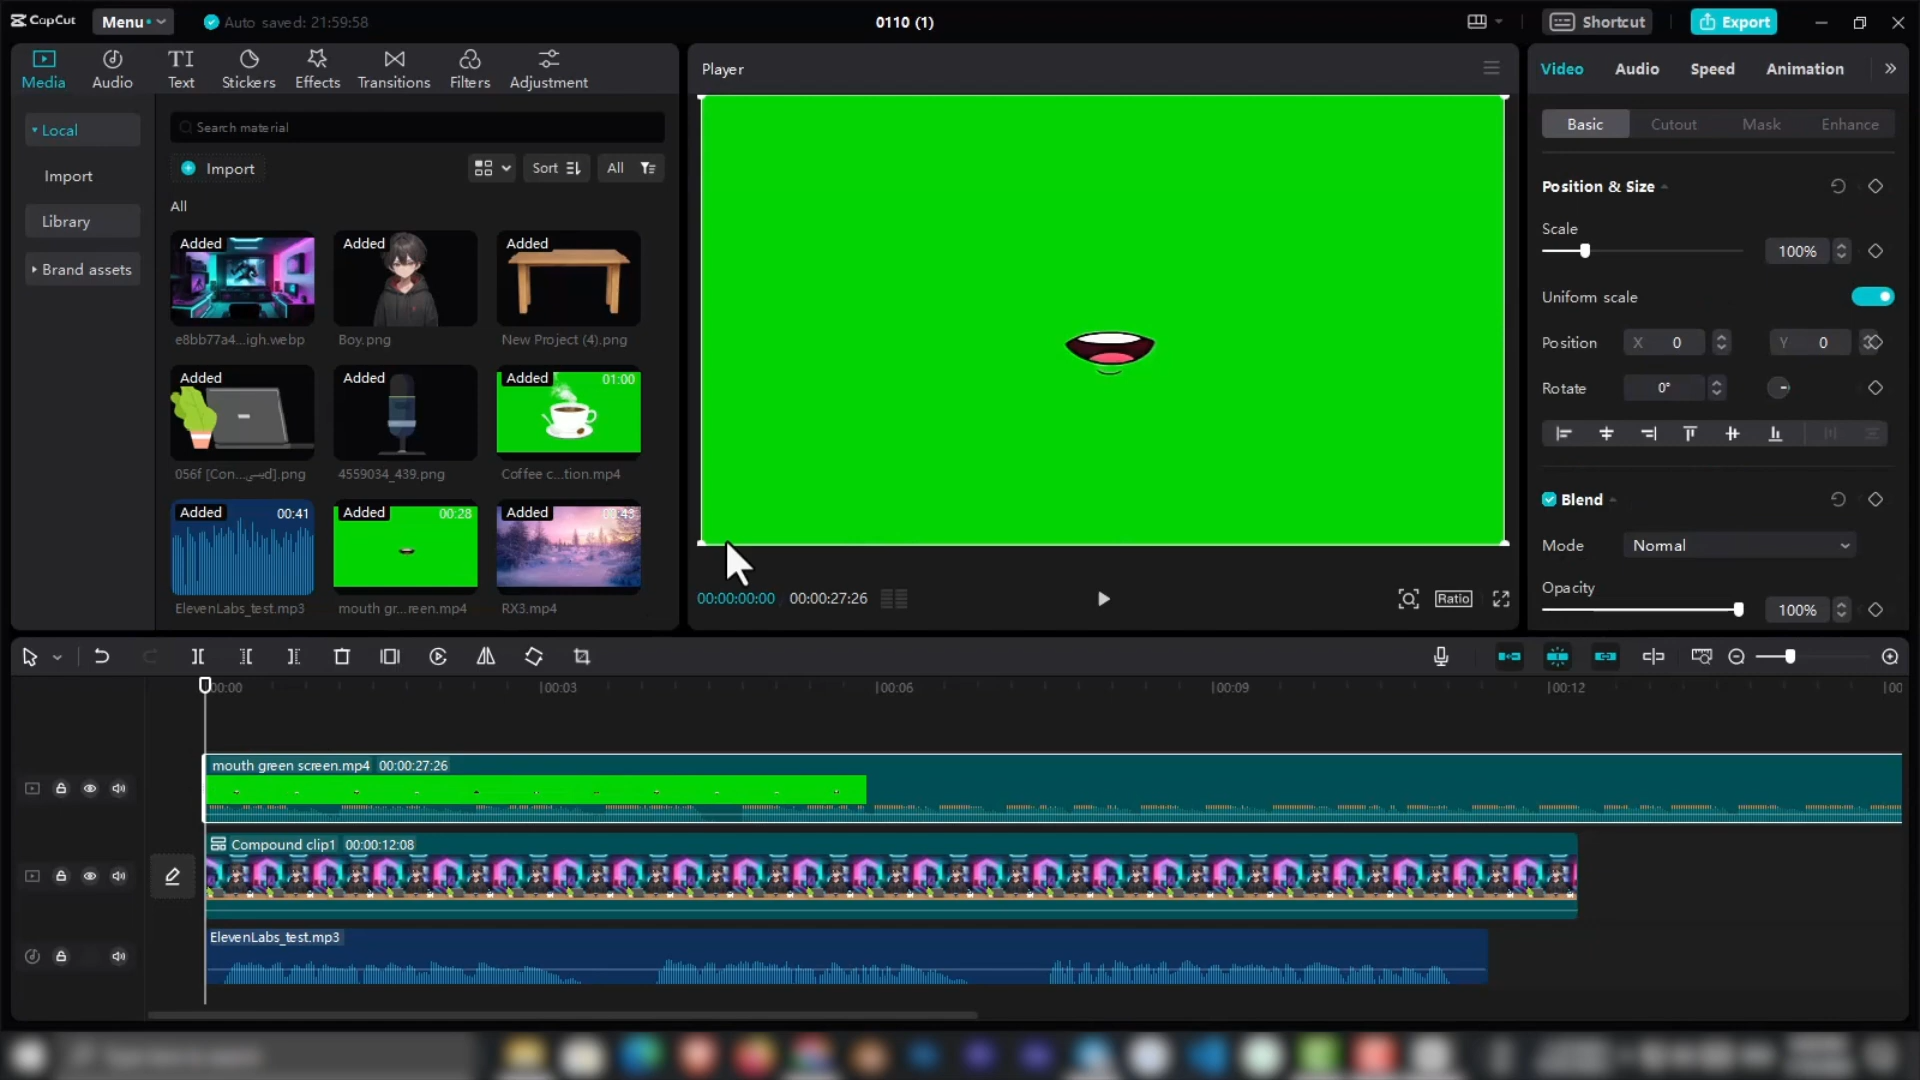 CapCut
Menu
Auto saved: 21:59:58
0110 (1)
Shortcut
Export
Media
Audio
Text
Stickers
Effects
Transitions
Filters
Adjustment
Player
Video
Audio
Speed
Animation
Local
Import
Library
Brand assets
Search material
Import
Sort
All
All
Added
Added
Added
e8bb77a4...igh.webp
Boy.png
New Project (4).png
Added
Added
Added
01:00
4559034_439.png
Coffee c...tion.mp4
Added
00:41
Added
00:28
Added
ElevenLabs_test.mp3
mouth gr...reen.mp4
RX3.mp4
00:00:00:00
00:00:27:26
Ratio
Basic
Cutout
Mask
Enhance
Position & Size
Scale
100%
Uniform scale
Position
X
0
Y
0
Rotate
0°
Blend
Mode
Normal
Opacity
100%
00:00
00:03
00:06
00:09
00:12
00
mouth green screen.mp4 00:00:27:26
Compound clip1 00:00:12:08
ElevenLabs_test.mp3